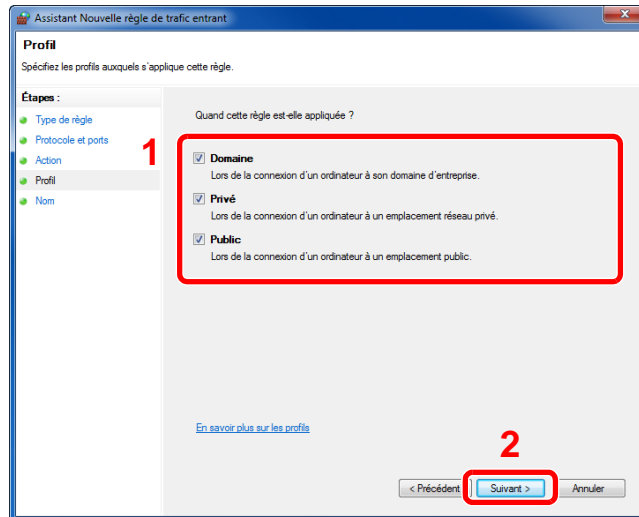 Assistant Nouvelle règle de trafic entrant
Profil
Spécifiez les profils auxquels s'applique cette règle.
Étapes :
Type de règle
Protocole et ports
Action
Profil
Nom
1
Quand cette règle est-elle appliquée ?
Domaine
Lors de la connexion d'un ordinateur à son domaine d'entreprise.
Privé
Lors de la connexion d'un ordinateur à un emplacement réseau privé.
Public
Lors de la connexion d'un ordinateur à un emplacement public.
En savoir plus sur les profils
2
< Précédent
Suivant >
Annuler